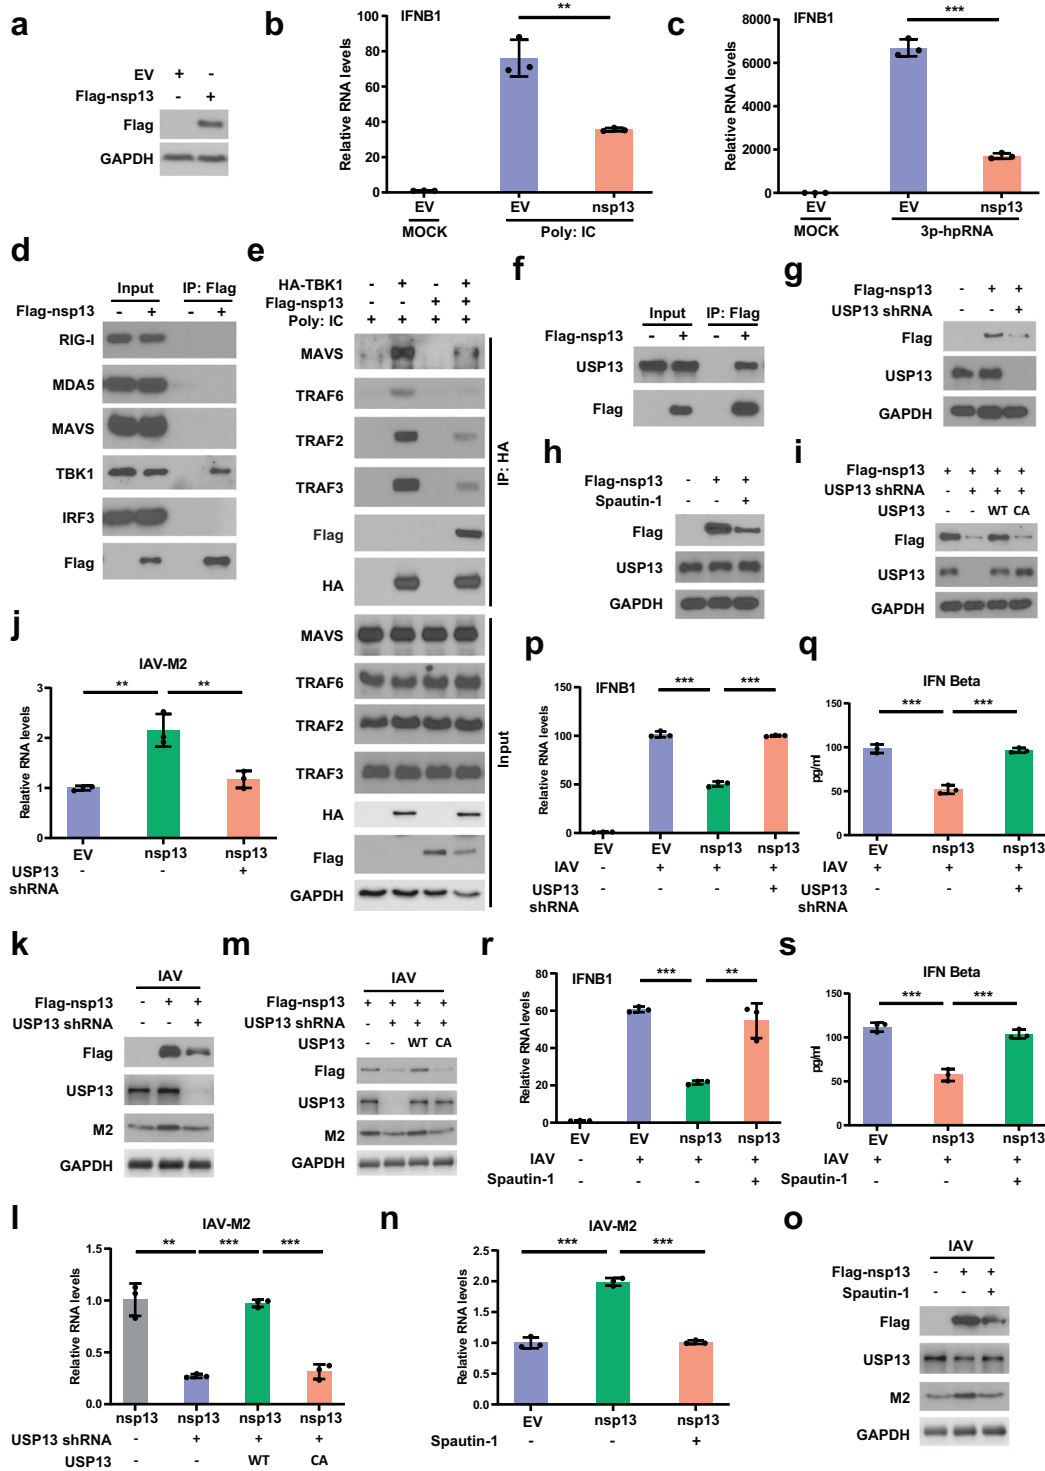 a
EV + -
Flag-nsp13 - +
Flag
GAPDH
b
IFNB1
**
Relative RNA levels
100
80
60
40
20
0
EV EV nsp13
MOCK Poly: IC
c
IFNB1
***
Relative RNA levels
8000
6000
4000
2000
0
EV EV nsp13
MOCK 3p-hpRNA
d
Input IP: Flag
Flag-nsp13 - + - +
RIG-I
MDA5
MAVS
TBK1
IRF3
Flag
e
HA-TBK1 - + - +
Flag-nsp13 - - + +
Poly: IC + + + +
MAVS
TRAF6
TRAF2
TRAF3
Flag
HA
IP: HA
MAVS
TRAF6
TRAF2
TRAF3
HA
Flag
GAPDH
Input
f
Input IP: Flag
Flag-nsp13 - + - +
USP13
Flag
g
Flag-nsp13 - + +
USP13 shRNA - - +
Flag
USP13
GAPDH
h
Flag-nsp13 - + +
Spautin-1 - - +
Flag
USP13
GAPDH
i
Flag-nsp13 + + + +
USP13 shRNA - + + +
USP13 - - WT CA
Flag
USP13
GAPDH
j
IAV-M2
** **
Relative RNA levels
3
2
1
0
EV nsp13 nsp13
USP13 - - +
shRNA
p
IFNB1
*** ***
Relative RNA levels
150
100
50
0
EV EV nsp13 nsp13
IAV - + + +
USP13 - - - +
shRNA
q
IFN Beta
*** ***
pg/ml
150
100
50
0
EV nsp13 nsp13
IAV + + +
USP13 - - +
shRNA
k
IAV
Flag-nsp13 - + +
USP13 shRNA - - +
Flag
USP13
M2
GAPDH
m
IAV
Flag-nsp13 + + + +
USP13 shRNA - + + +
USP13 - - WT CA
Flag
USP13
M2
GAPDH
r
IFNB1
*** **
Relative RNA levels
80
60
40
20
0
EV EV nsp13 nsp13
IAV - + + +
Spautin-1 - - - +
s
IFN Beta
*** ***
pg/ml
150
100
50
0
EV nsp13 nsp13
IAV + + +
Spautin-1 - - +
l
IAV-M2
** *** ***
Relative RNA levels
1.5
1.0
0.5
0.0
nsp13 nsp13 nsp13 nsp13
USP13 shRNA - + + +
USP13 - - WT CA
n
IAV-M2
*** ***
Relative RNA levels
2.5
2.0
1.5
1.0
0.5
0.0
EV nsp13 nsp13
Spautin-1 - - +
o
IAV
Flag-nsp13 - + +
Spautin-1 - - +
Flag
USP13
M2
GAPDH